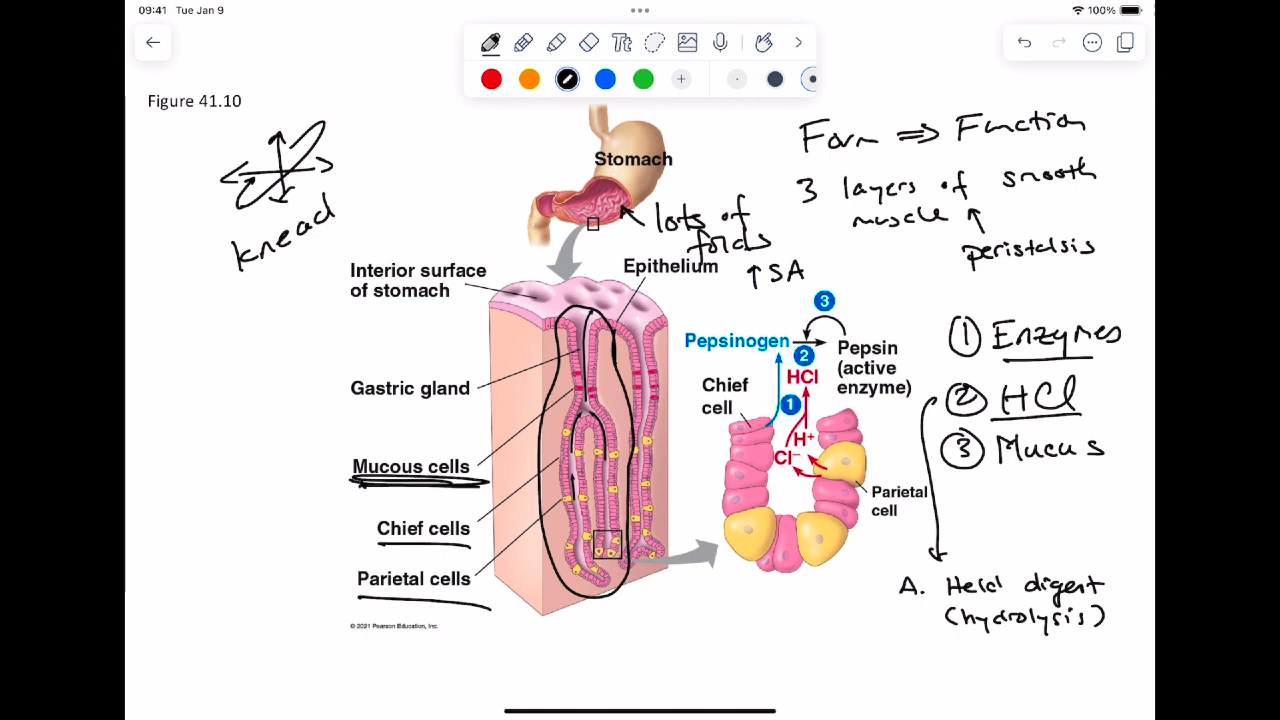 09:41 Tue Jan 9
100%
Tt
Figure 41.10
knead
Stomach
lots of
folds
↑ SA
Form ⇒ Function
3 layers of smooth
muscle
peristalsis
Interior surface
of stomach
Epithelium
Gastric gland
Mucous cells
Chief cells
Parietal cells
© 2021 Pearson Education, Inc.
3
Pepsinogen
2
Pepsin
(active
enzyme)
HCl
Chief
cell
1
H⁺
Cl⁻
Parietal
cell
① Enzymes
② HCl
③ Mucus
A. Held digest
(hydrolysis)